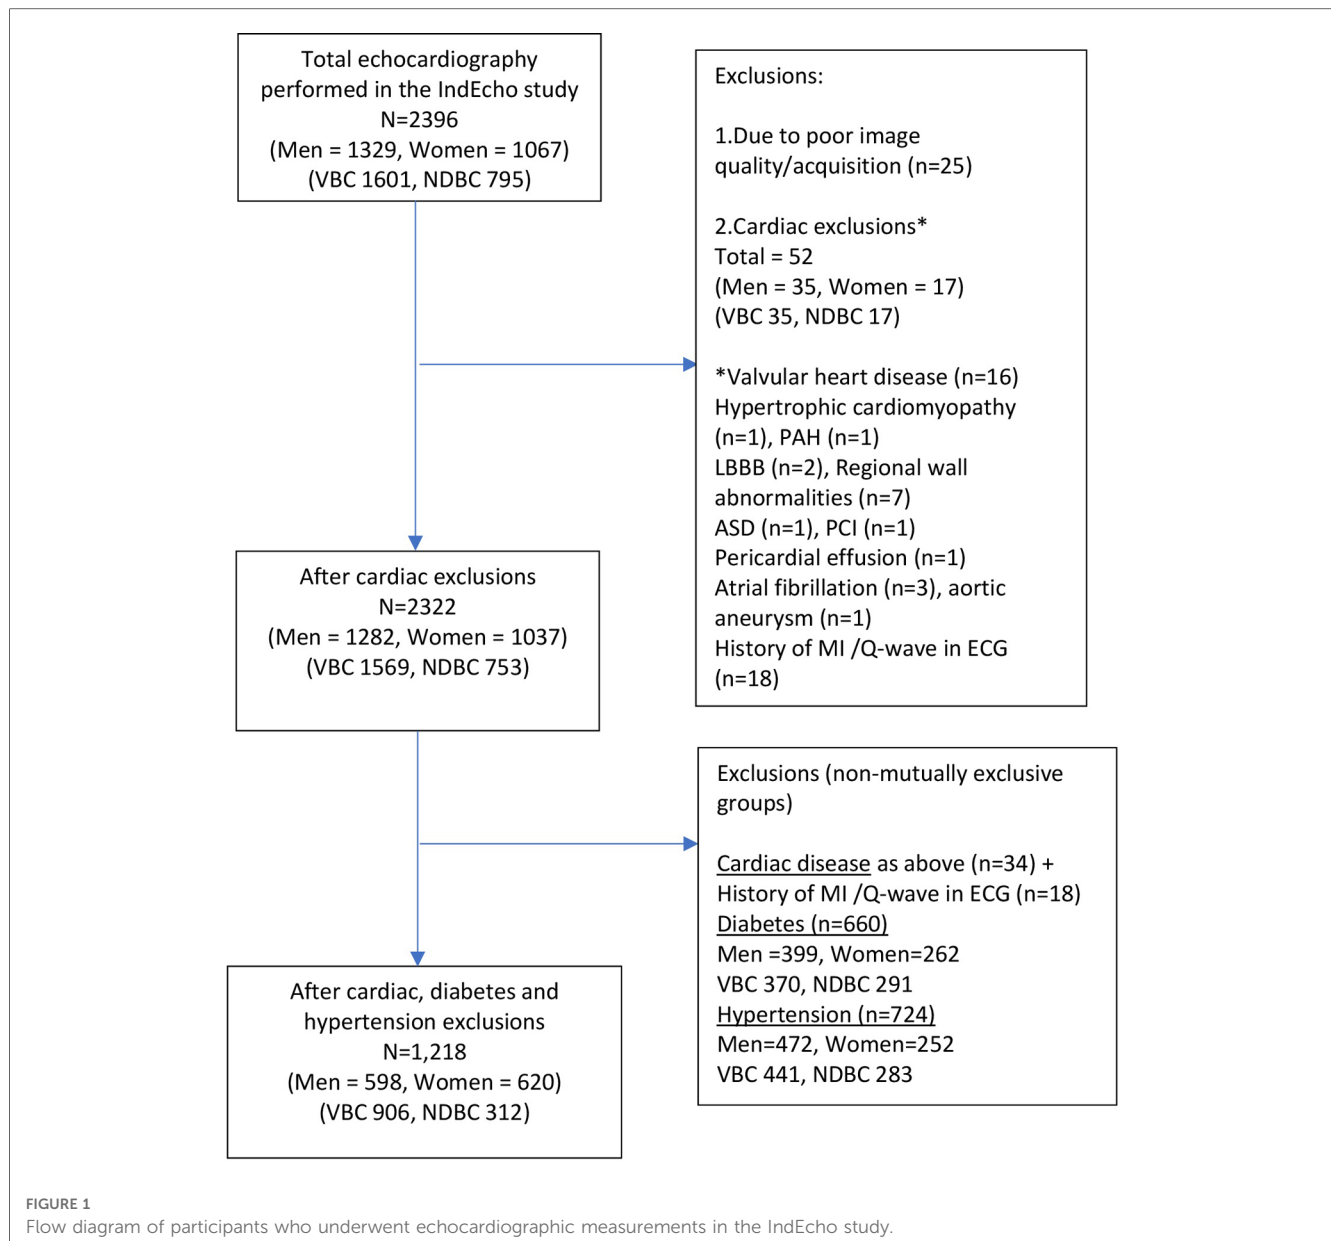 Total echocardiography
performed in the IndEcho study
N=2396
(Men = 1329, Women = 1067)
(VBC 1601, NDBC 795)
Exclusions:
1.Due to poor image
quality/acquisition (n=25)
2.Cardiac exclusions*
Total = 52
(Men = 35, Women = 17)
(VBC 35, NDBC 17)
*Valvular heart disease (n=16)
Hypertrophic cardiomyopathy
(n=1), PAH (n=1)
LBBB (n=2), Regional wall
abnormalities (n=7)
ASD (n=1), PCI (n=1)
Pericardial effusion (n=1)
Atrial fibrillation (n=3), aortic
aneurysm (n=1)
History of MI /Q-wave in ECG
(n=18)
After cardiac exclusions
N=2322
(Men = 1282, Women = 1037)
(VBC 1569, NDBC 753)
Exclusions (non-mutually exclusive
groups)
Cardiac disease as above (n=34) +
History of MI /Q-wave in ECG (n=18)
Diabetes (n=660)
Men =399, Women=262
VBC 370, NDBC 291
Hypertension (n=724)
Men=472, Women=252
VBC 441, NDBC 283
After cardiac, diabetes and
hypertension exclusions
N=1,218
(Men = 598, Women = 620)
(VBC 906, NDBC 312)
FIGURE 1
Flow diagram of participants who underwent echocardiographic measurements in the IndEcho study.